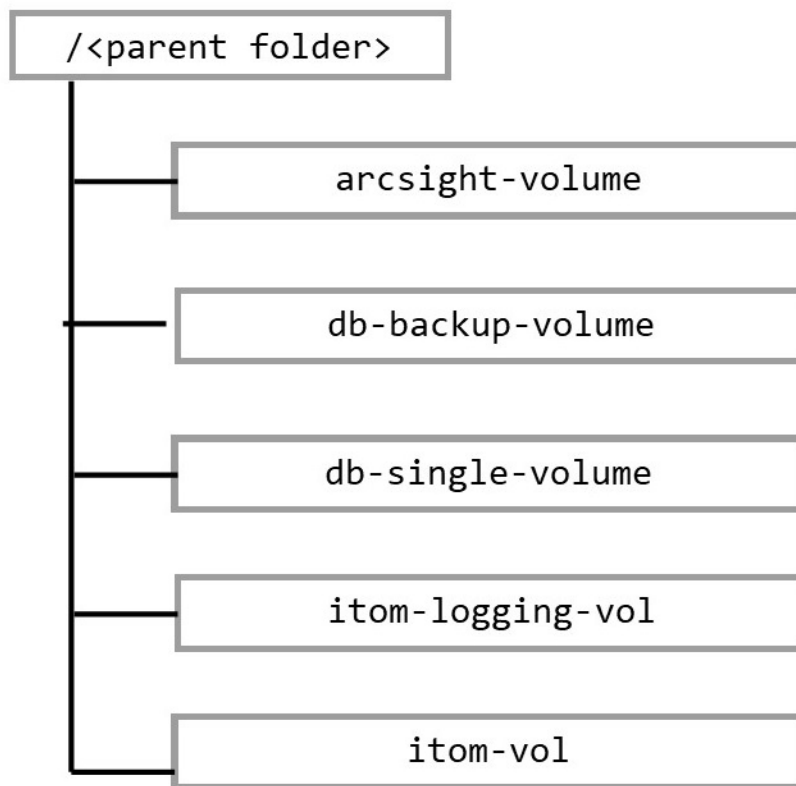 /<parent folder>
arcsight-volume
db-backup-volume
db-single-volume
itom-logging-vol
itom-vol